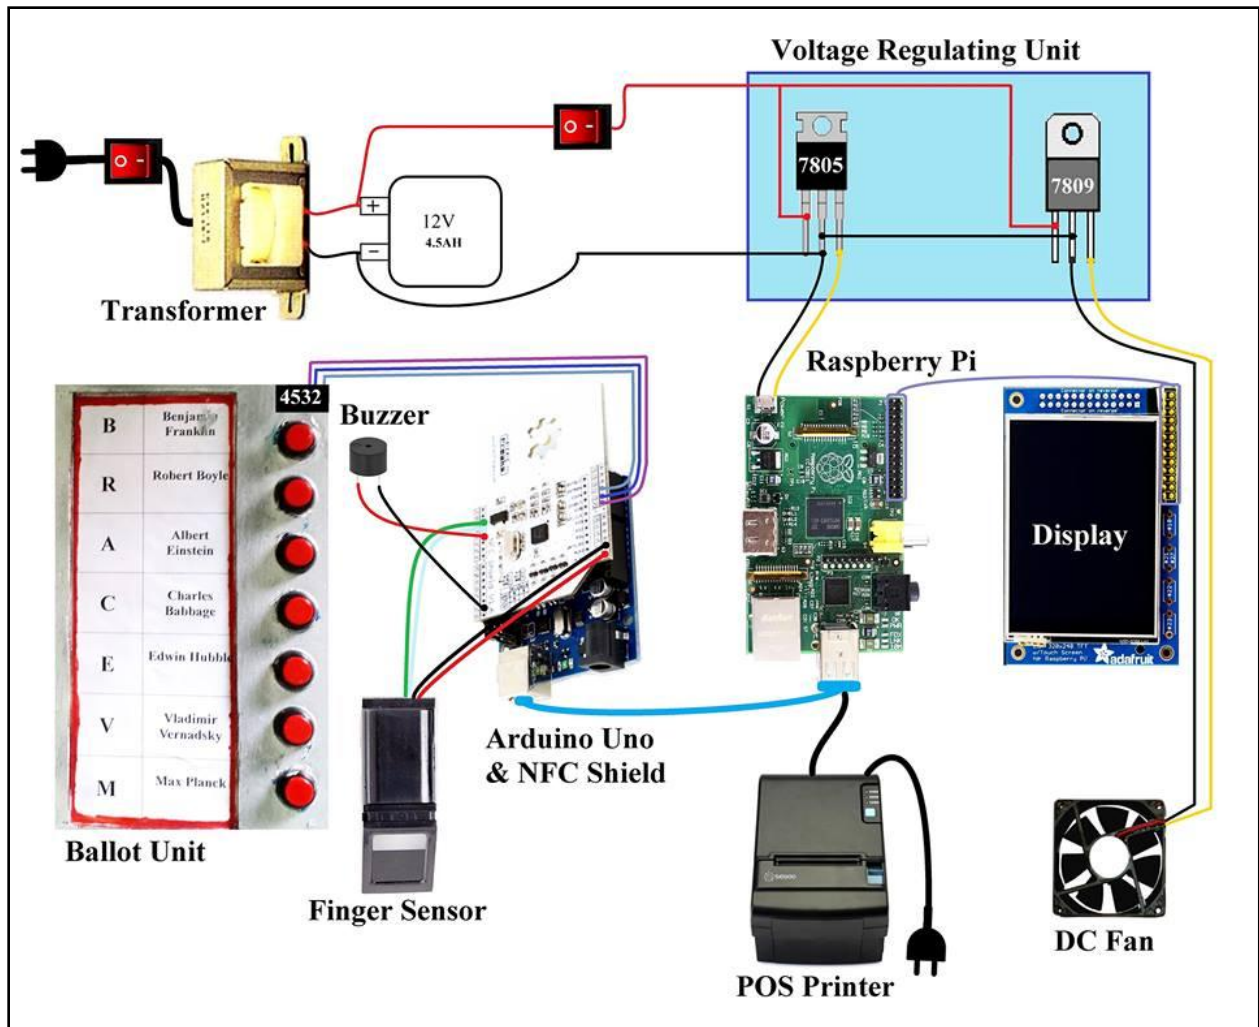 Voltage Regulating Unit
7805
7809
+
12V
4.5AH
−
Transformer
Raspberry Pi
4532
Buzzer
B
Benjamin
Franklin
R
Robert Boyle
A
Albert
Einstein
C
Charles
Babbage
E
Edwin Hubble
V
Vladimir
Vernadsky
M
Max Planck
Ballot Unit
Finger Sensor
Arduino Uno
& NFC Shield
Display
adafruit
POS Printer
DC Fan